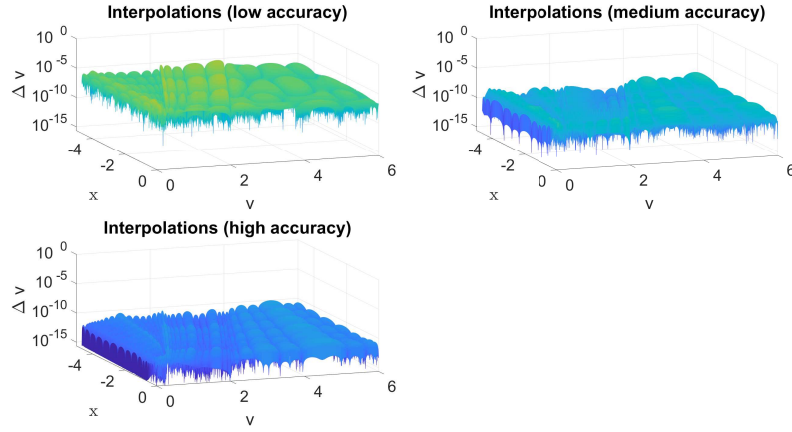 Interpolations (low accuracy)
10^0
10^-5
10^-10
10^-15
Δ v
-4
-2
0
x
0
2
4
6
v
Interpolations (medium accuracy)
10^0
10^-5
10^-10
10^-15
Δ v
-4
-2
0
x
0
2
4
6
v
Interpolations (high accuracy)
10^0
10^-5
10^-10
10^-15
Δ v
-4
-2
0
x
0
2
4
6
v